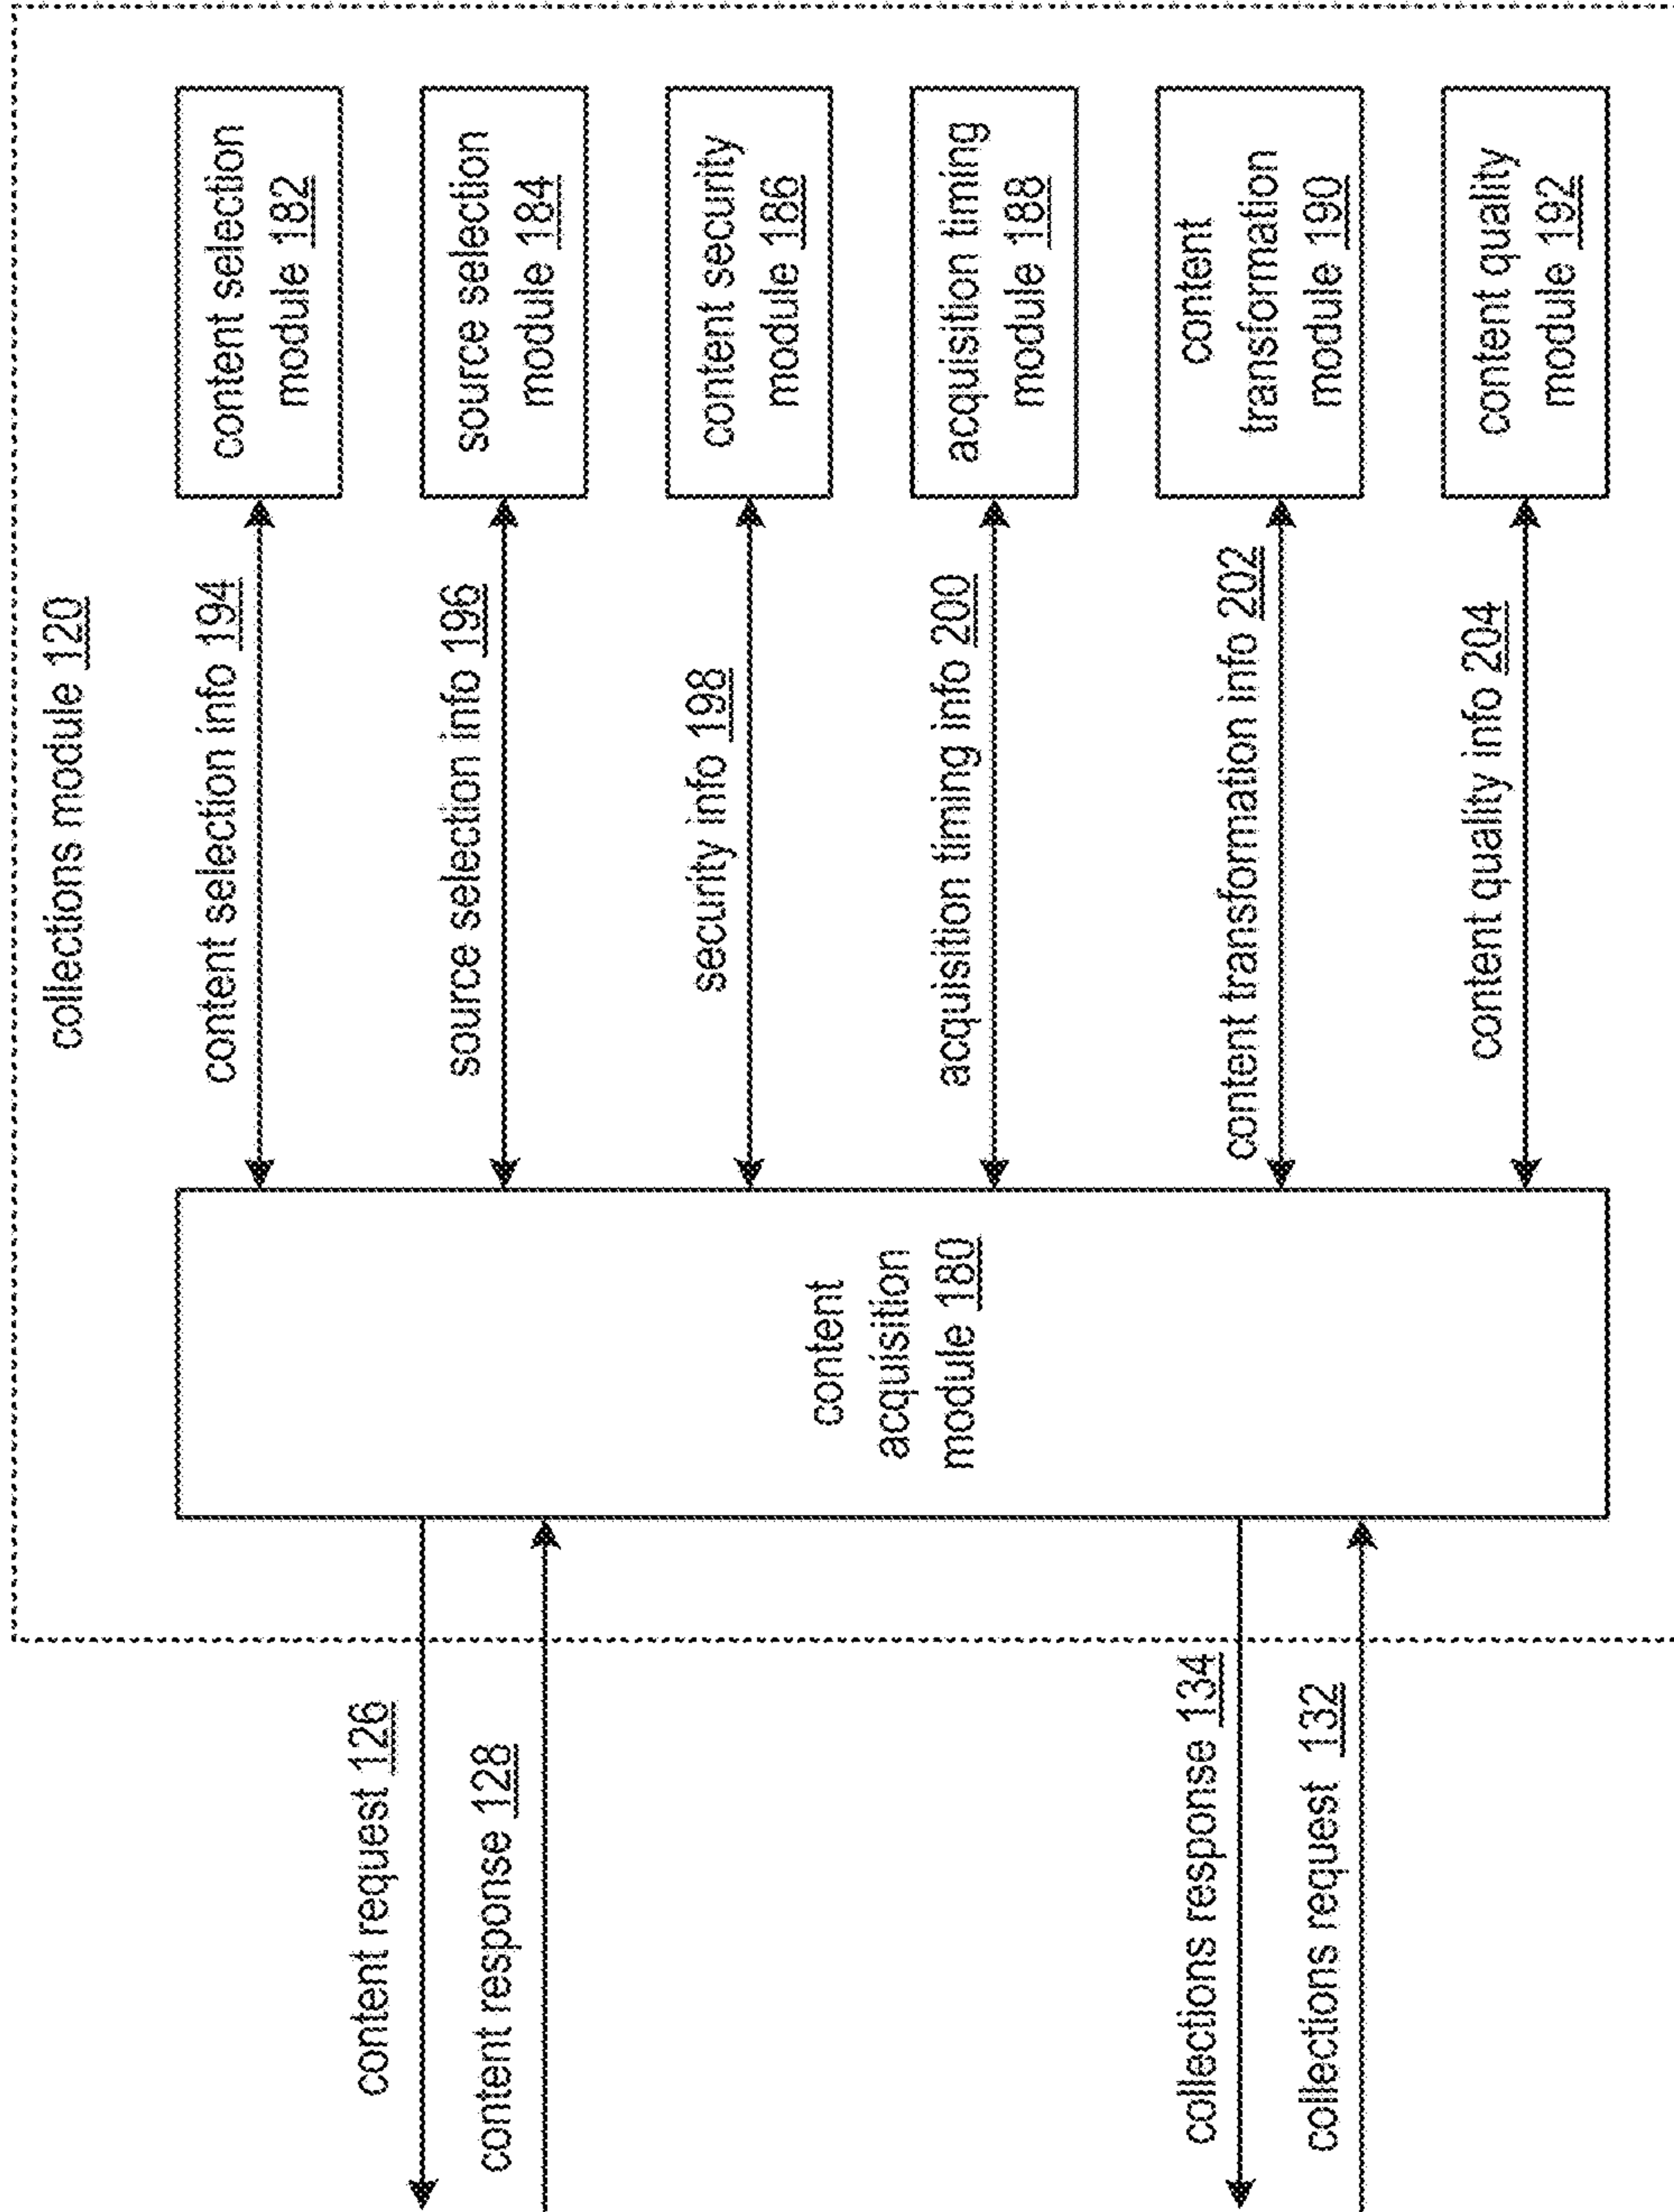 collections module 120
content request 126
content response 128
collections response 134
collections request 132
content
acquisition
module 180
content selection info 194
source selection info 196
security info 198
acquisition timing info 200
content transformation info 202
content quality info 204
content selection
module 182
source selection
module 184
content security
module 186
acquisition timing
module 188
content
transformation
module 190
content quality
module 192